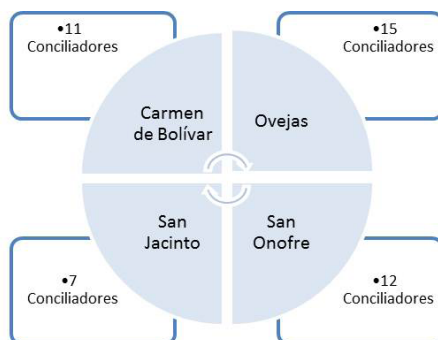 •11
Conciliadores
•15
Conciliadores
Carmen
de Bolívar
Ovejas
San
Jacinto
San
Onofre
•7
Conciliadores
•12
Conciliadores